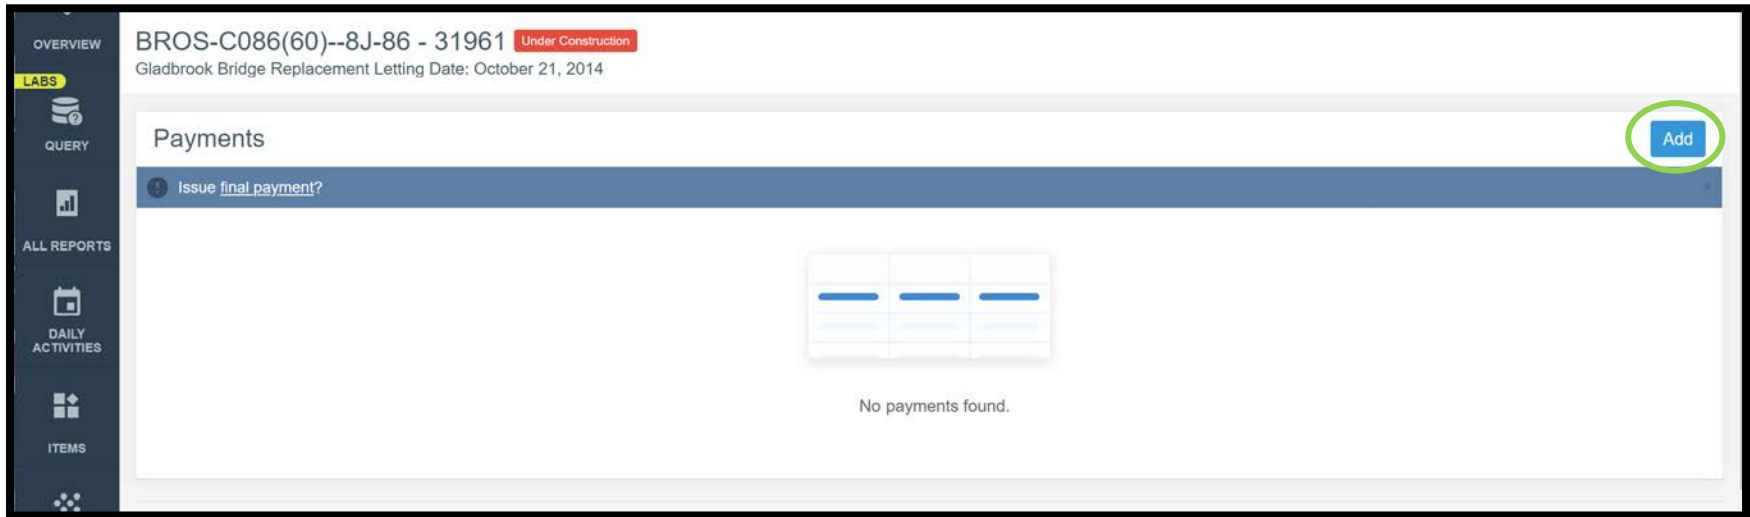 OVERVIEW
LABS
QUERY
ALL REPORTS
DAILY
ACTIVITIES
ITEMS
BROS-C086(60)--8J-86 - 31961 Under Construction
Gladbrook Bridge Replacement Letting Date: October 21, 2014
Payments
Add
Issue final payment?
No payments found.